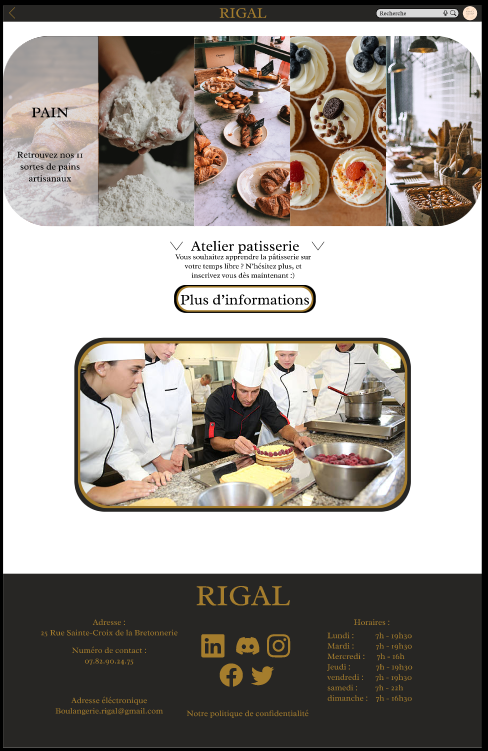 RIGAL
Recherche
PAIN
Retrouvez nos 11
sortes de pains
artisanaux
Atelier patisserie
Vous souhaitez apprendre la pâtisserie sur
votre temps libre ? N'hésitez plus, et
inscrivez vous dès maintenant :)
Plus d'informations
RIGAL
Adresse :
25 Rue Sainte-Croix de la Bretonnerie
Numéro de contact :
07.82.90.24.75
Adresse éléctronique
Boulangerie.rigal@gmail.com
in
Notre politique de confidentialité
Horaires :
Lundi : 7h - 19h30
Mardi : 7h - 19h30
Mercredi : 7h - 16h
Jeudi : 7h - 19h30
vendredi : 7h - 19h30
samedi : 7h - 22h
dimanche : 7h - 16h30